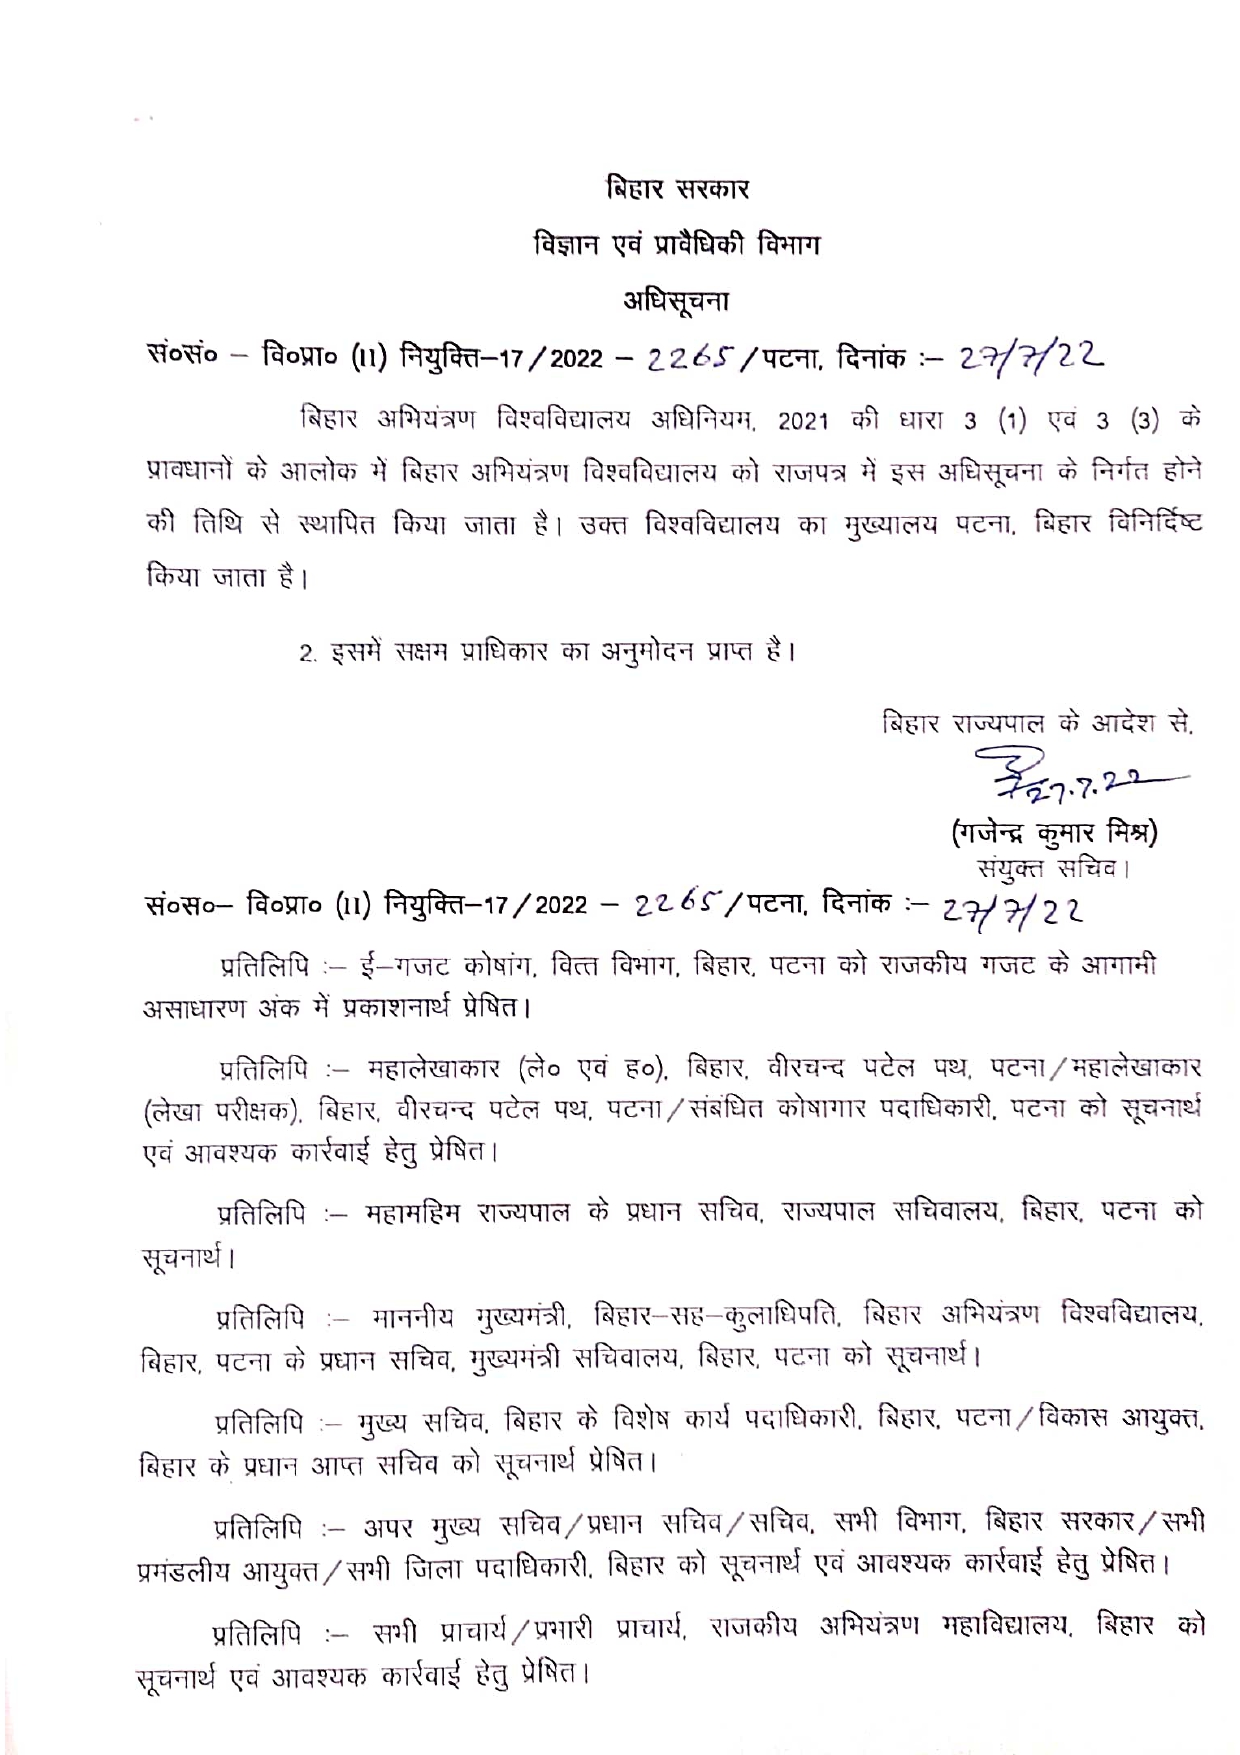 बिहार सरकार
विज्ञान एवं प्रावैधिकी विभाग
अधिसूचना
सं०सं० – वि०प्रा० (II) नियुक्ति–17/2022 – 2265/पटना, दिनांक :– 27/7/22
बिहार अभियंत्रण विश्वविद्यालय अधिनियम, 2021 की धारा 3 (1) एवं 3 (3) के
प्रावधानों के आलोक में बिहार अभियंत्रण विश्वविद्यालय को राजपत्र में इस अधिसूचना के निर्गत होने
की तिथि से स्थापित किया जाता है। उक्त विश्वविद्यालय का मुख्यालय पटना, बिहार विनिर्दिष्ट
किया जाता है।
2. इसमें सक्षम प्राधिकार का अनुमोदन प्राप्त है।
बिहार राज्यपाल के आदेश से,
27.7.22
(गजेन्द्र कुमार मिश्र)
संयुक्त सचिव।
सं०स०– वि०प्रा० (II) नियुक्ति–17/2022 – 2265/पटना, दिनांक :– 27/7/22
प्रतिलिपि :– ई–गजट कोषांग, वित्त विभाग, बिहार, पटना को राजकीय गजट के आगामी
असाधारण अंक में प्रकाशनार्थ प्रेषित।
प्रतिलिपि :– महालेखाकार (ले० एवं ह०), बिहार, वीरचन्द पटेल पथ, पटना/महालेखाकार
(लेखा परीक्षक), बिहार, वीरचन्द पटेल पथ, पटना/संबंधित कोषागार पदाधिकारी, पटना को सूचनार्थ
एवं आवश्यक कार्रवाई हेतु प्रेषित।
प्रतिलिपि :– महामहिम राज्यपाल के प्रधान सचिव, राज्यपाल सचिवालय, बिहार, पटना को
सूचनार्थ।
प्रतिलिपि :– माननीय मुख्यमंत्री, बिहार–सह–कुलाधिपति, बिहार अभियंत्रण विश्वविद्यालय,
बिहार, पटना के प्रधान सचिव, मुख्यमंत्री सचिवालय, बिहार, पटना को सूचनार्थ।
प्रतिलिपि :– मुख्य सचिव, बिहार के विशेष कार्य पदाधिकारी, बिहार, पटना/विकास आयुक्त,
बिहार के प्रधान आप्त सचिव को सूचनार्थ प्रेषित।
प्रतिलिपि :– अपर मुख्य सचिव/प्रधान सचिव/सचिव, सभी विभाग, बिहार सरकार/सभी
प्रमंडलीय आयुक्त/सभी जिला पदाधिकारी, बिहार को सूचनार्थ एवं आवश्यक कार्रवाई हेतु प्रेषित।
प्रतिलिपि :– सभी प्राचार्य/प्रभारी प्राचार्य, राजकीय अभियंत्रण महाविद्यालय, बिहार को
सूचनार्थ एवं आवश्यक कार्रवाई हेतु प्रेषित।